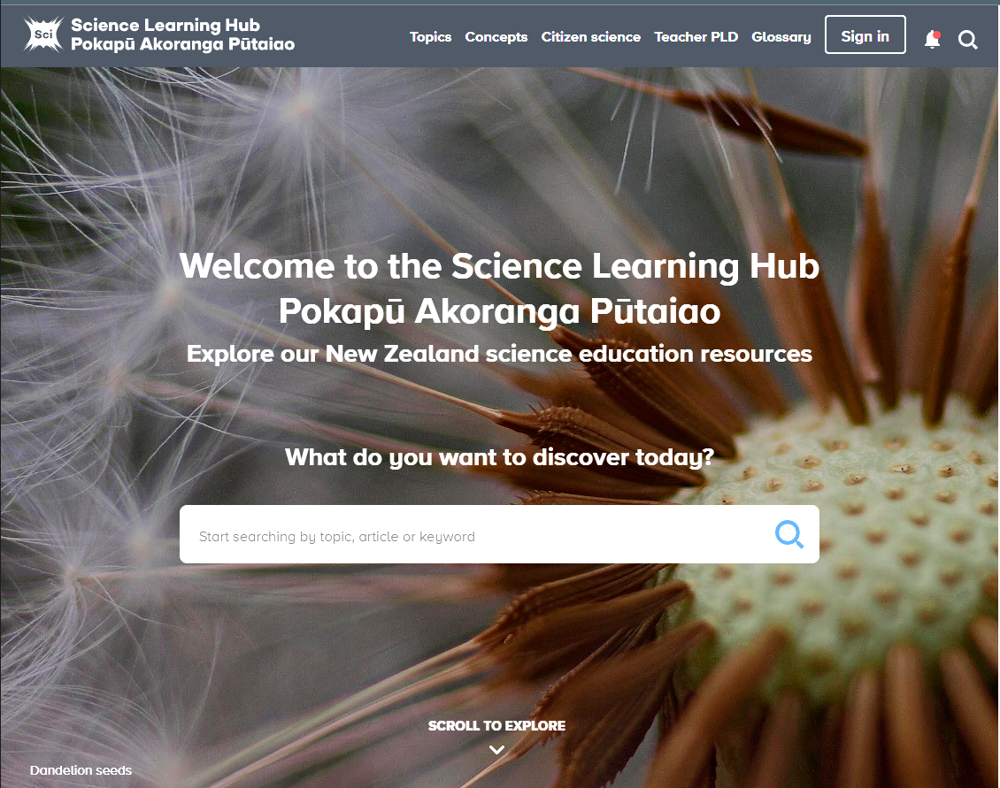 Sci
Science Learning Hub
Pokapū Akoranga Pūtaiao
Topics Concepts Citizen science Teacher PLD Glossary Sign in
Welcome to the Science Learning Hub
Pokapū Akoranga Pūtaiao
Explore our New Zealand science education resources
What do you want to discover today?
Start searching by topic, article or keyword
SCROLL TO EXPLORE
Dandelion seeds